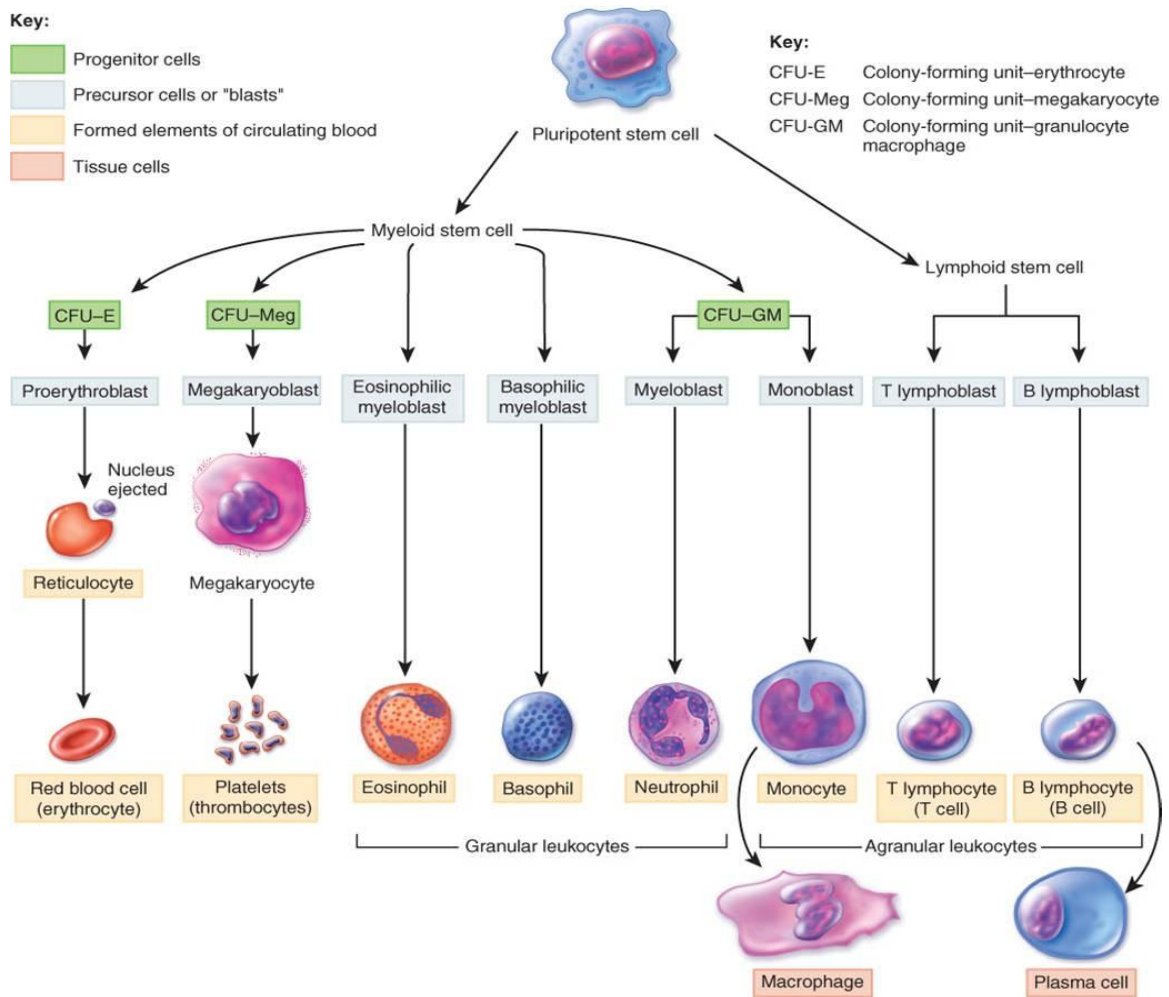 Key:
Progenitor cells
Precursor cells or "blasts"
Formed elements of circulating blood
Tissue cells
Key:
CFU-E Colony-forming unit–erythrocyte
CFU-Meg Colony-forming unit–megakaryocyte
CFU-GM Colony-forming unit–granulocyte
macrophage
Pluripotent stem cell
Myeloid stem cell
Lymphoid stem cell
CFU–E
CFU–Meg
CFU–GM
Proerythroblast
Megakaryoblast
Eosinophilic
myeloblast
Basophilic
myeloblast
Myeloblast
Monoblast
T lymphoblast
B lymphoblast
Nucleus
ejected
Reticulocyte
Megakaryocyte
Red blood cell
(erythrocyte)
Platelets
(thrombocytes)
Eosinophil
Basophil
Neutrophil
Monocyte
T lymphocyte
(T cell)
B lymphocyte
(B cell)
Granular leukocytes
Agranular leukocytes
Macrophage
Plasma cell